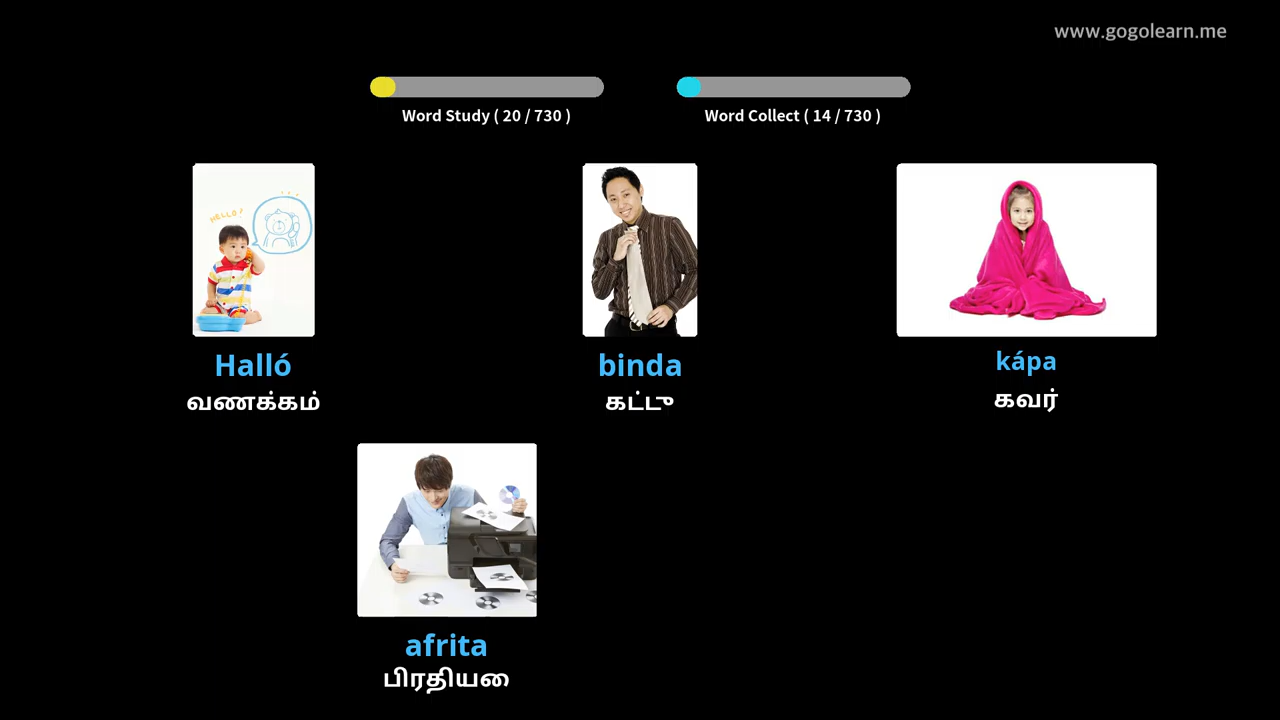 www.gogolearn.me
Word Study ( 20 / 730 )
Word Collect ( 14 / 730 )
HELLO?
Halló
வணக்கம்
binda
கட்டு
kápa
கவர்
afrita
பிரதியை